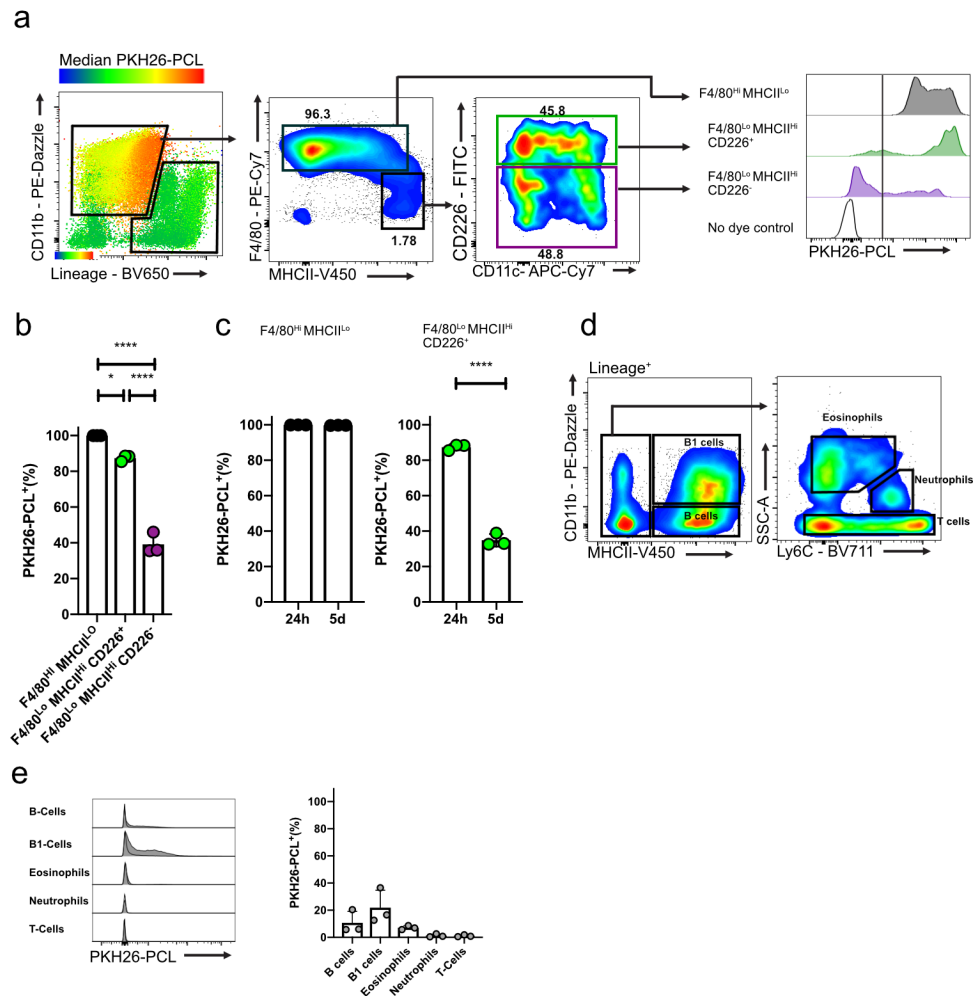 a
Median PKH26-PCL
CD11b - PE-Dazzle
Lineage - BV650
96.3
F4/80 - PE-Cy7
1.78
MHCII-V450
45.8
CD226 - FITC
48.8
CD11c- APC-Cy7
F4/80Hi MHCIILo
F4/80Lo MHCIIHi
CD226+
F4/80Lo MHCIIHi
CD226-
No dye control
PKH26-PCL
b
****
* ****
PKH26-PCL+(%)
100
80
60
40
20
0
F4/80HI MHCIILO
F4/80Lo MHCIIHi CD226+
F4/80Lo MHCIIHi CD226-
c
F4/80Hi MHCIILo
PKH26-PCL+(%)
100
80
60
40
20
0
24h 5d
F4/80Lo MHCIIHi
CD226+
****
PKH26-PCL+(%)
100
80
60
40
20
0
24h 5d
d
Lineage+
CD11b - PE-Dazzle
B1 cells
B cells
MHCII-V450
SSC-A
Eosinophils
Neutrophils
T cells
Ly6C - BV711
e
B-Cells
B1-Cells
Eosinophils
Neutrophils
T-Cells
PKH26-PCL
PKH26-PCL+(%)
100
80
60
40
20
0
B cells
B1 cells
Eosinophils
Neutrophils
T-Cells